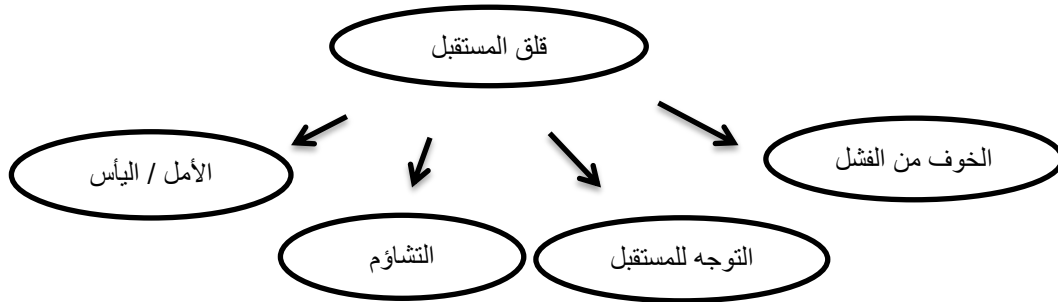 قلق المستقبل
الخوف من الفشل
التوجه للمستقبل
التشاؤم
الأمل / اليأس